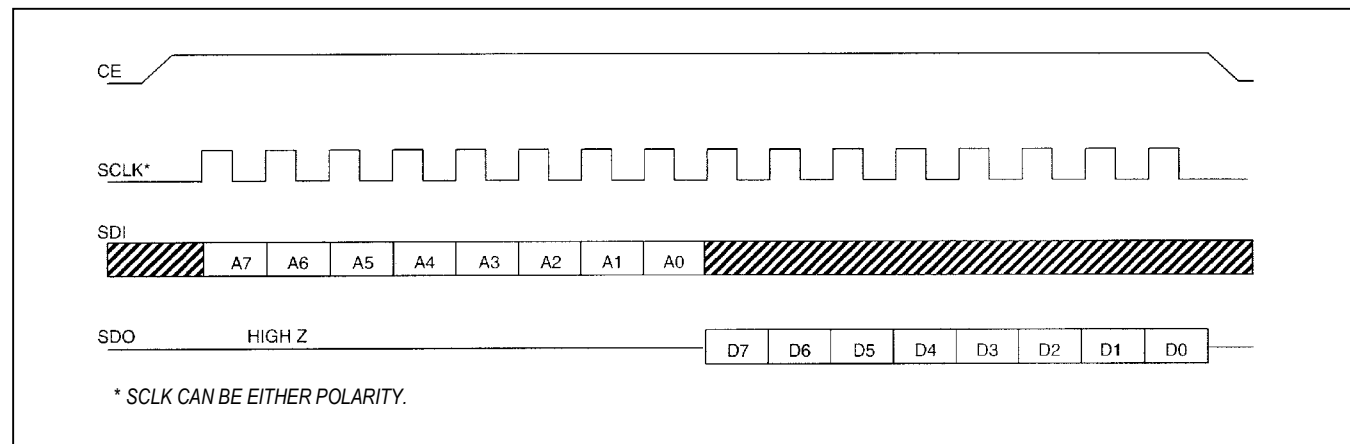 CE
SCLK*
SDI
A7 A6 A5 A4 A3 A2 A1 A0
SDO HIGH Z D7 D6 D5 D4 D3 D2 D1 D0
* SCLK CAN BE EITHER POLARITY.